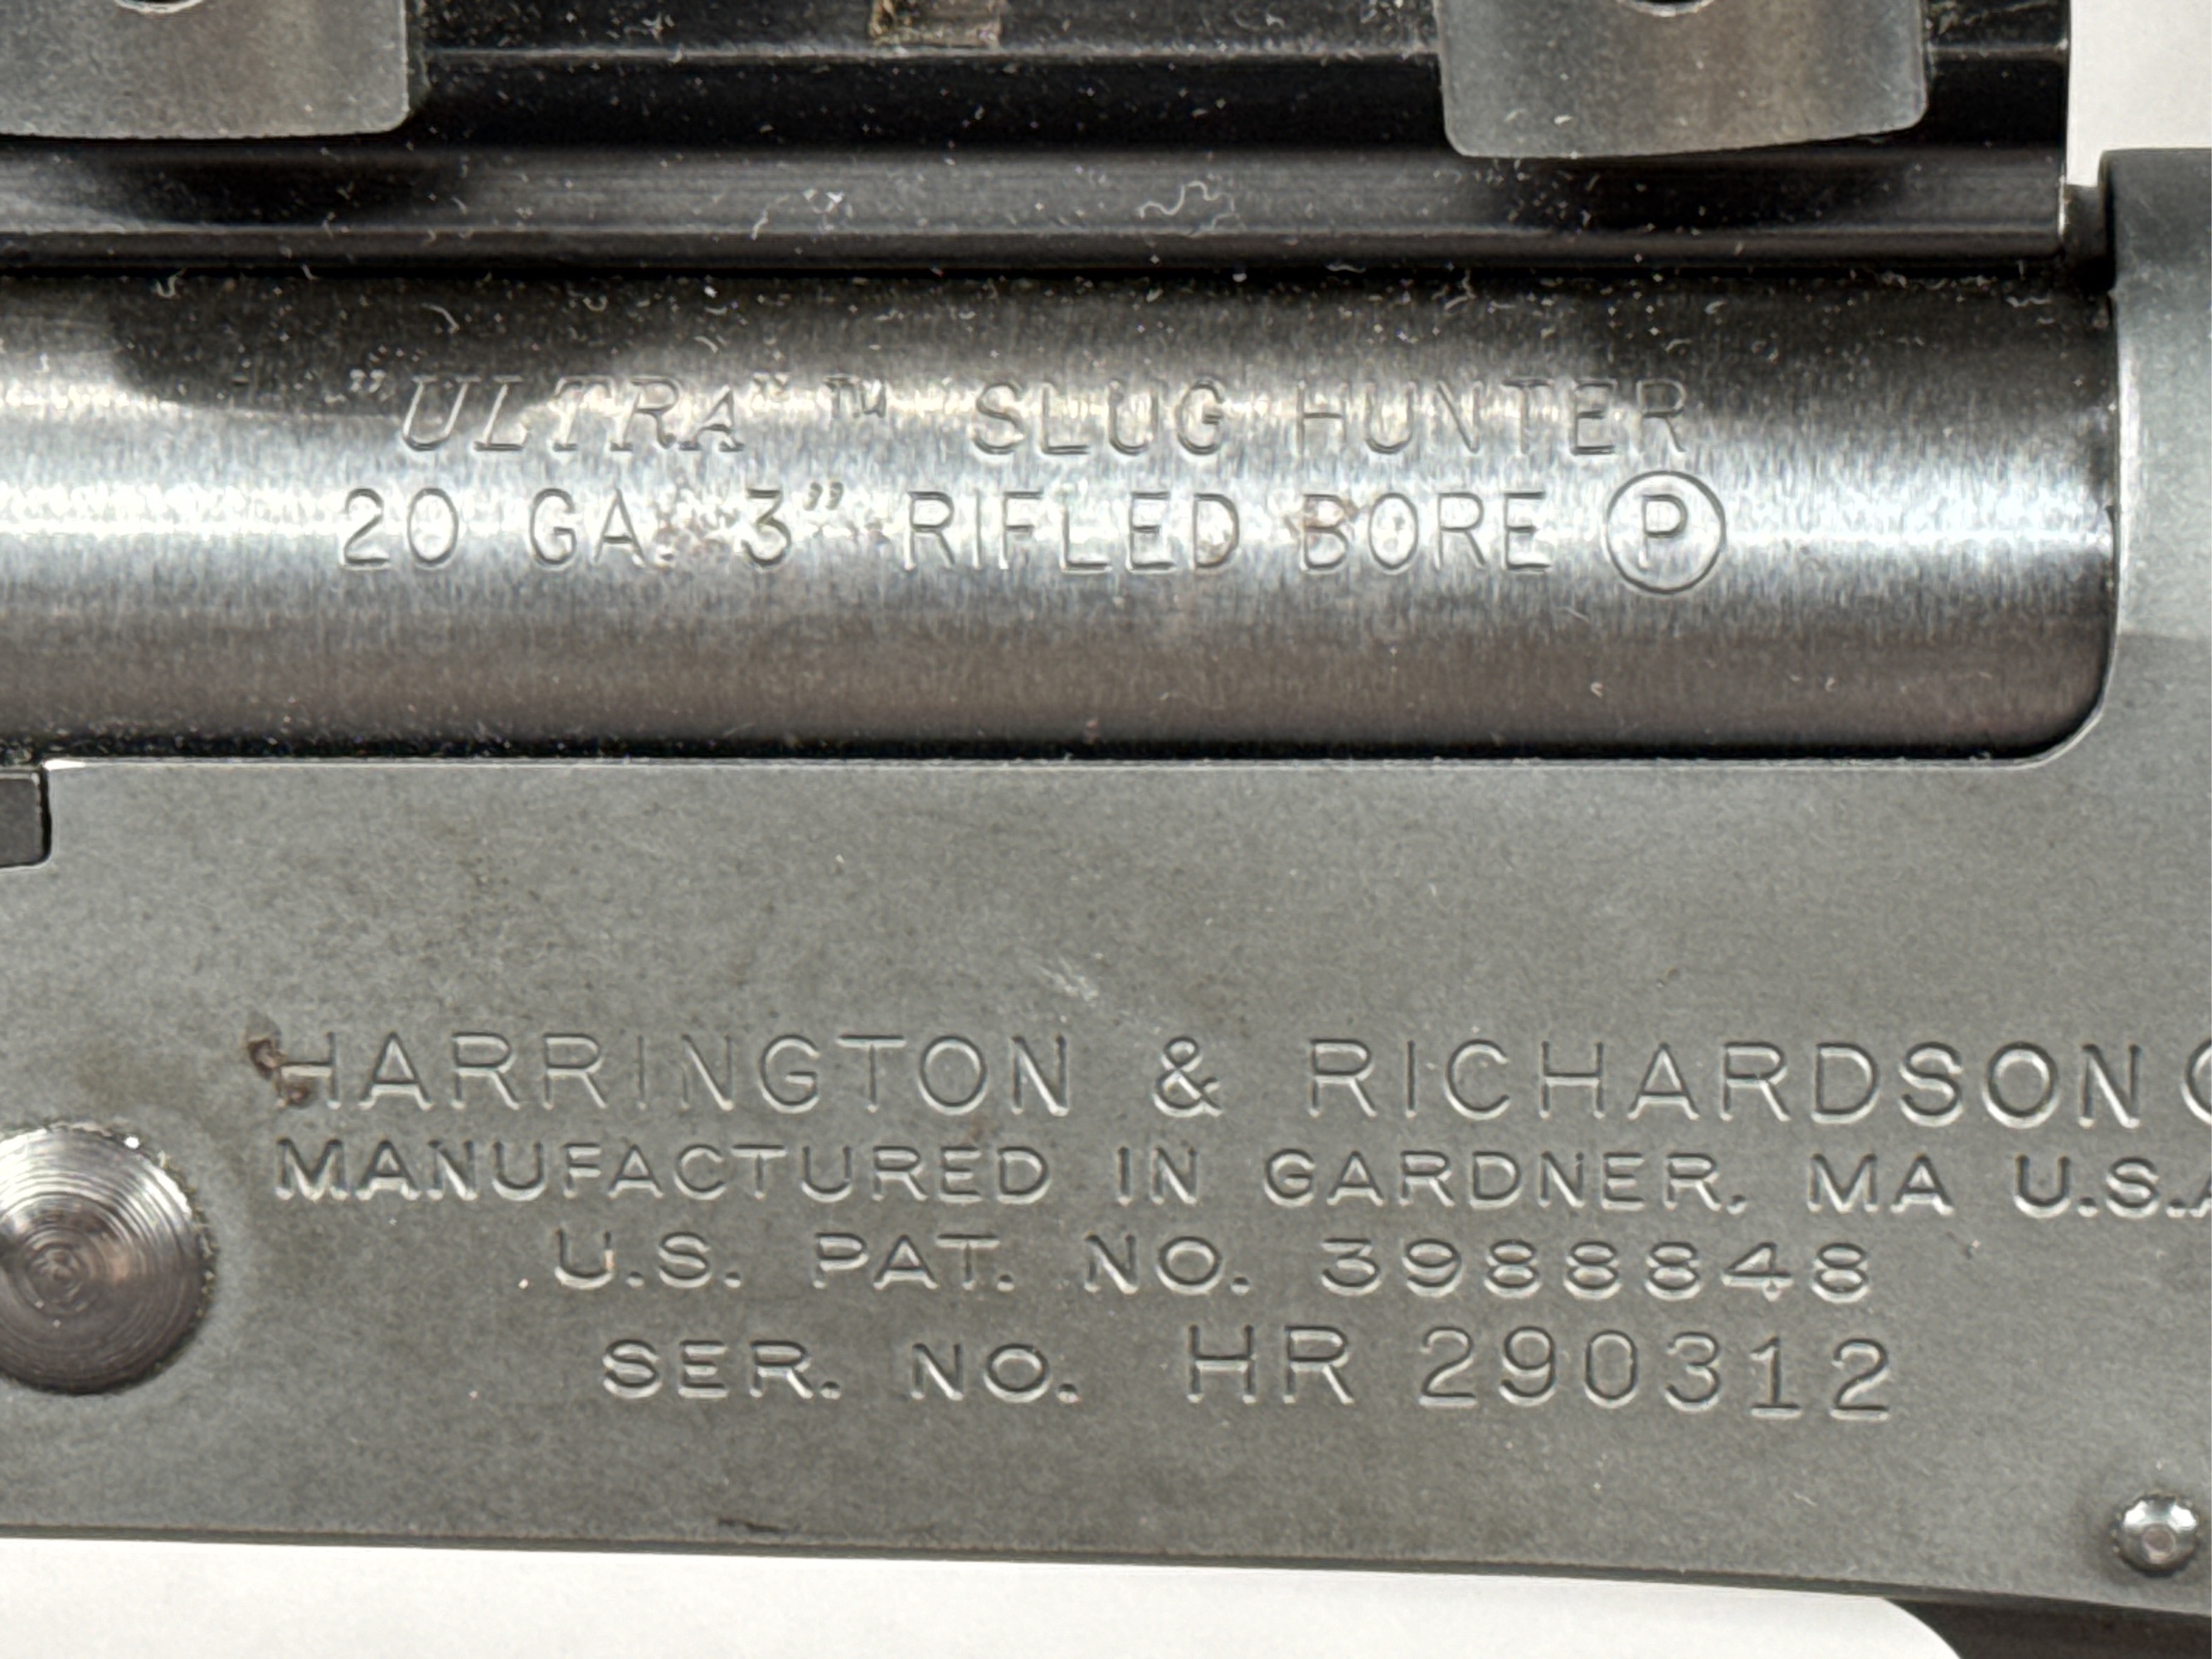 "ULTRA"™ SLUG HUNTER
20 GA. 3" RIFLED BORE Ⓟ
HARRINGTON & RICHARDSON
MANUFACTURED IN GARDNER, MA U.S.A
U.S. PAT. NO. 3988848
SER. NO. HR 290312